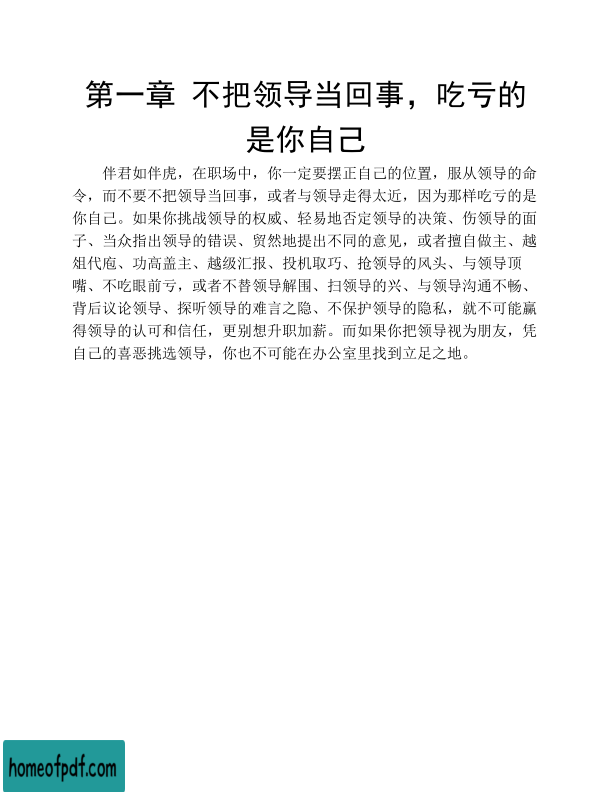 第一章 不把领导当回事，吃亏的
是你自己
伴君如伴虎，在职场中，你一定要摆正自己的位置，服从领导的命
令，而不要不把领导当回事，或者与领导走得太近，因为那样吃亏的是
你自己。如果你挑战领导的权威、轻易地否定领导的决策、伤领导的面
子、当众指出领导的错误、贸然地提出不同的意见，或者擅自做主、越
俎代庖、功高盖主、越级汇报、投机取巧、抢领导的风头、与领导顶
嘴、不吃眼前亏，或者不替领导解围、扫领导的兴、与领导沟通不畅、
背后议论领导、探听领导的难言之隐、不保护领导的隐私，就不可能赢
得领导的认可和信任，更别想升职加薪。而如果你把领导视为朋友，凭
自己的喜恶挑选领导，你也不可能在办公室里找到立足之地。
homeofpdf.com